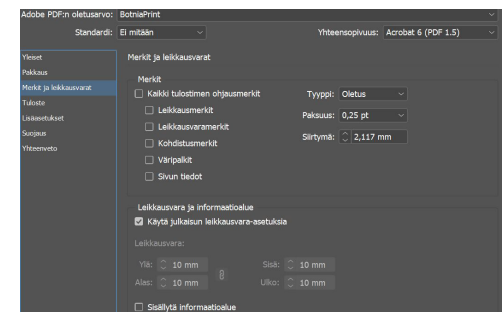 Adobe PDF:n oletusarvo: BotniaPrint
Standardi: Ei mitään Yhteensopivuus: Acrobat 6 (PDF 1.5)
Yleiset
Pakkaus
Merkit ja leikkausvarat
Tuloste
Lisäasetukset
Suojaus
Yhteenveto
Merkit ja leikkausvarat
Merkit
Kaikki tulostimen ohjausmerkit Tyyppi: Oletus
Leikkausmerkit Paksuus: 0,25 pt
Leikkausvaramerkit Siirtymä: 2,117 mm
Kohdistusmerkit
Väripalkit
Sivun tiedot
Leikkausvara ja informaatioalue
Käytä julkaisun leikkausvara-asetuksia
Leikkausvara:
Ylä: 10 mm Sisä: 10 mm
Alas: 10 mm Ulko: 10 mm
Sisällytä informaatioalue